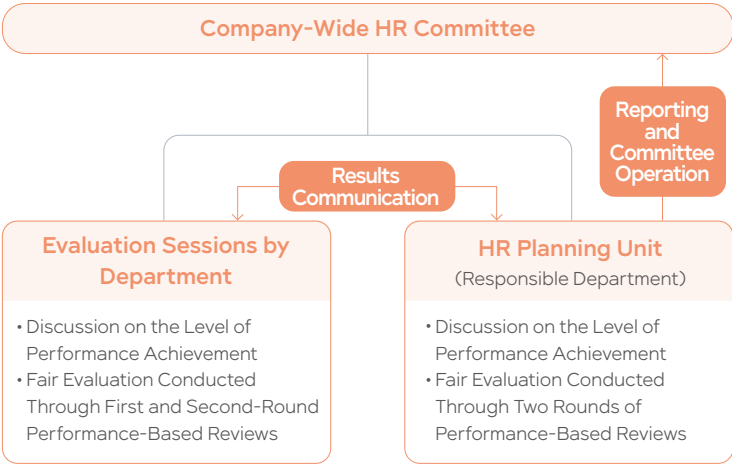 Company-Wide HR Committee
Reporting
and
Committee
Operation
Results
Communication
Evaluation Sessions by
Department
• Discussion on the Level of
Performance Achievement
• Fair Evaluation Conducted
Through First and Second-Round
Performance-Based Reviews
HR Planning Unit
(Responsible Department)
• Discussion on the Level of
Performance Achievement
• Fair Evaluation Conducted
Through Two Rounds of
Performance-Based Reviews